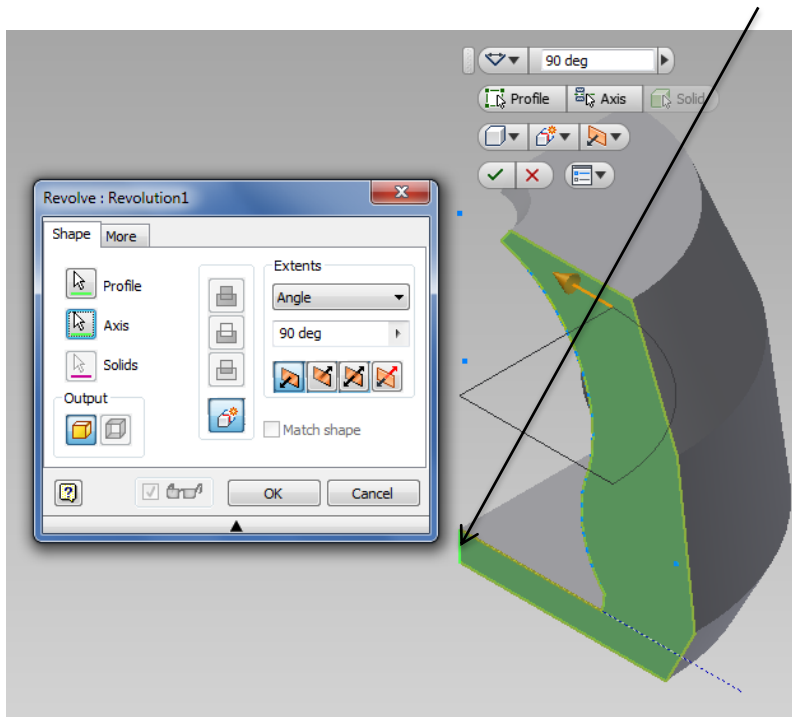 90 deg
Profile Axis Solid
Revolve : Revolution1
Shape More
Profile
Axis
Solids
Output
Extents
Angle
90 deg
Match shape
OK Cancel